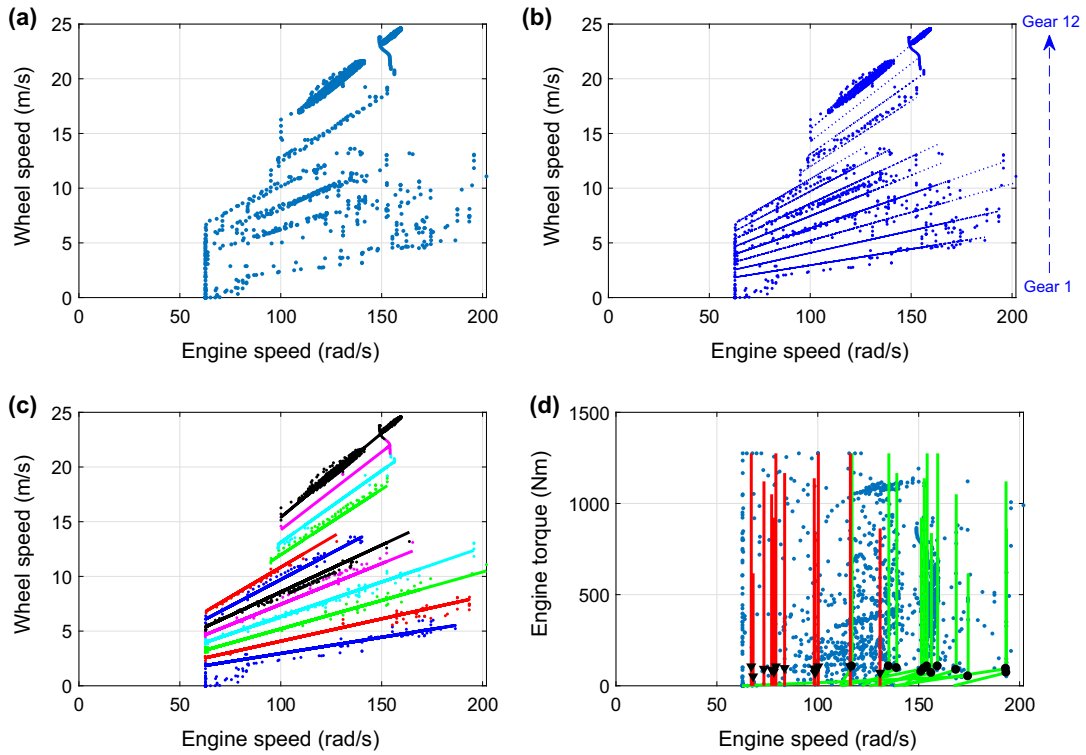 (a)
25
20
15
10
5
0
0 50 100 150 200
Wheel speed (m/s)
Engine speed (rad/s)
(b)
25
20
15
10
5
0
0 50 100 150 200
Wheel speed (m/s)
Engine speed (rad/s)
Gear 12
Gear 1
(c)
25
20
15
10
5
0
0 50 100 150 200
Wheel speed (m/s)
Engine speed (rad/s)
(d)
1500
1000
500
0
0 50 100 150 200
Engine torque (Nm)
Engine speed (rad/s)